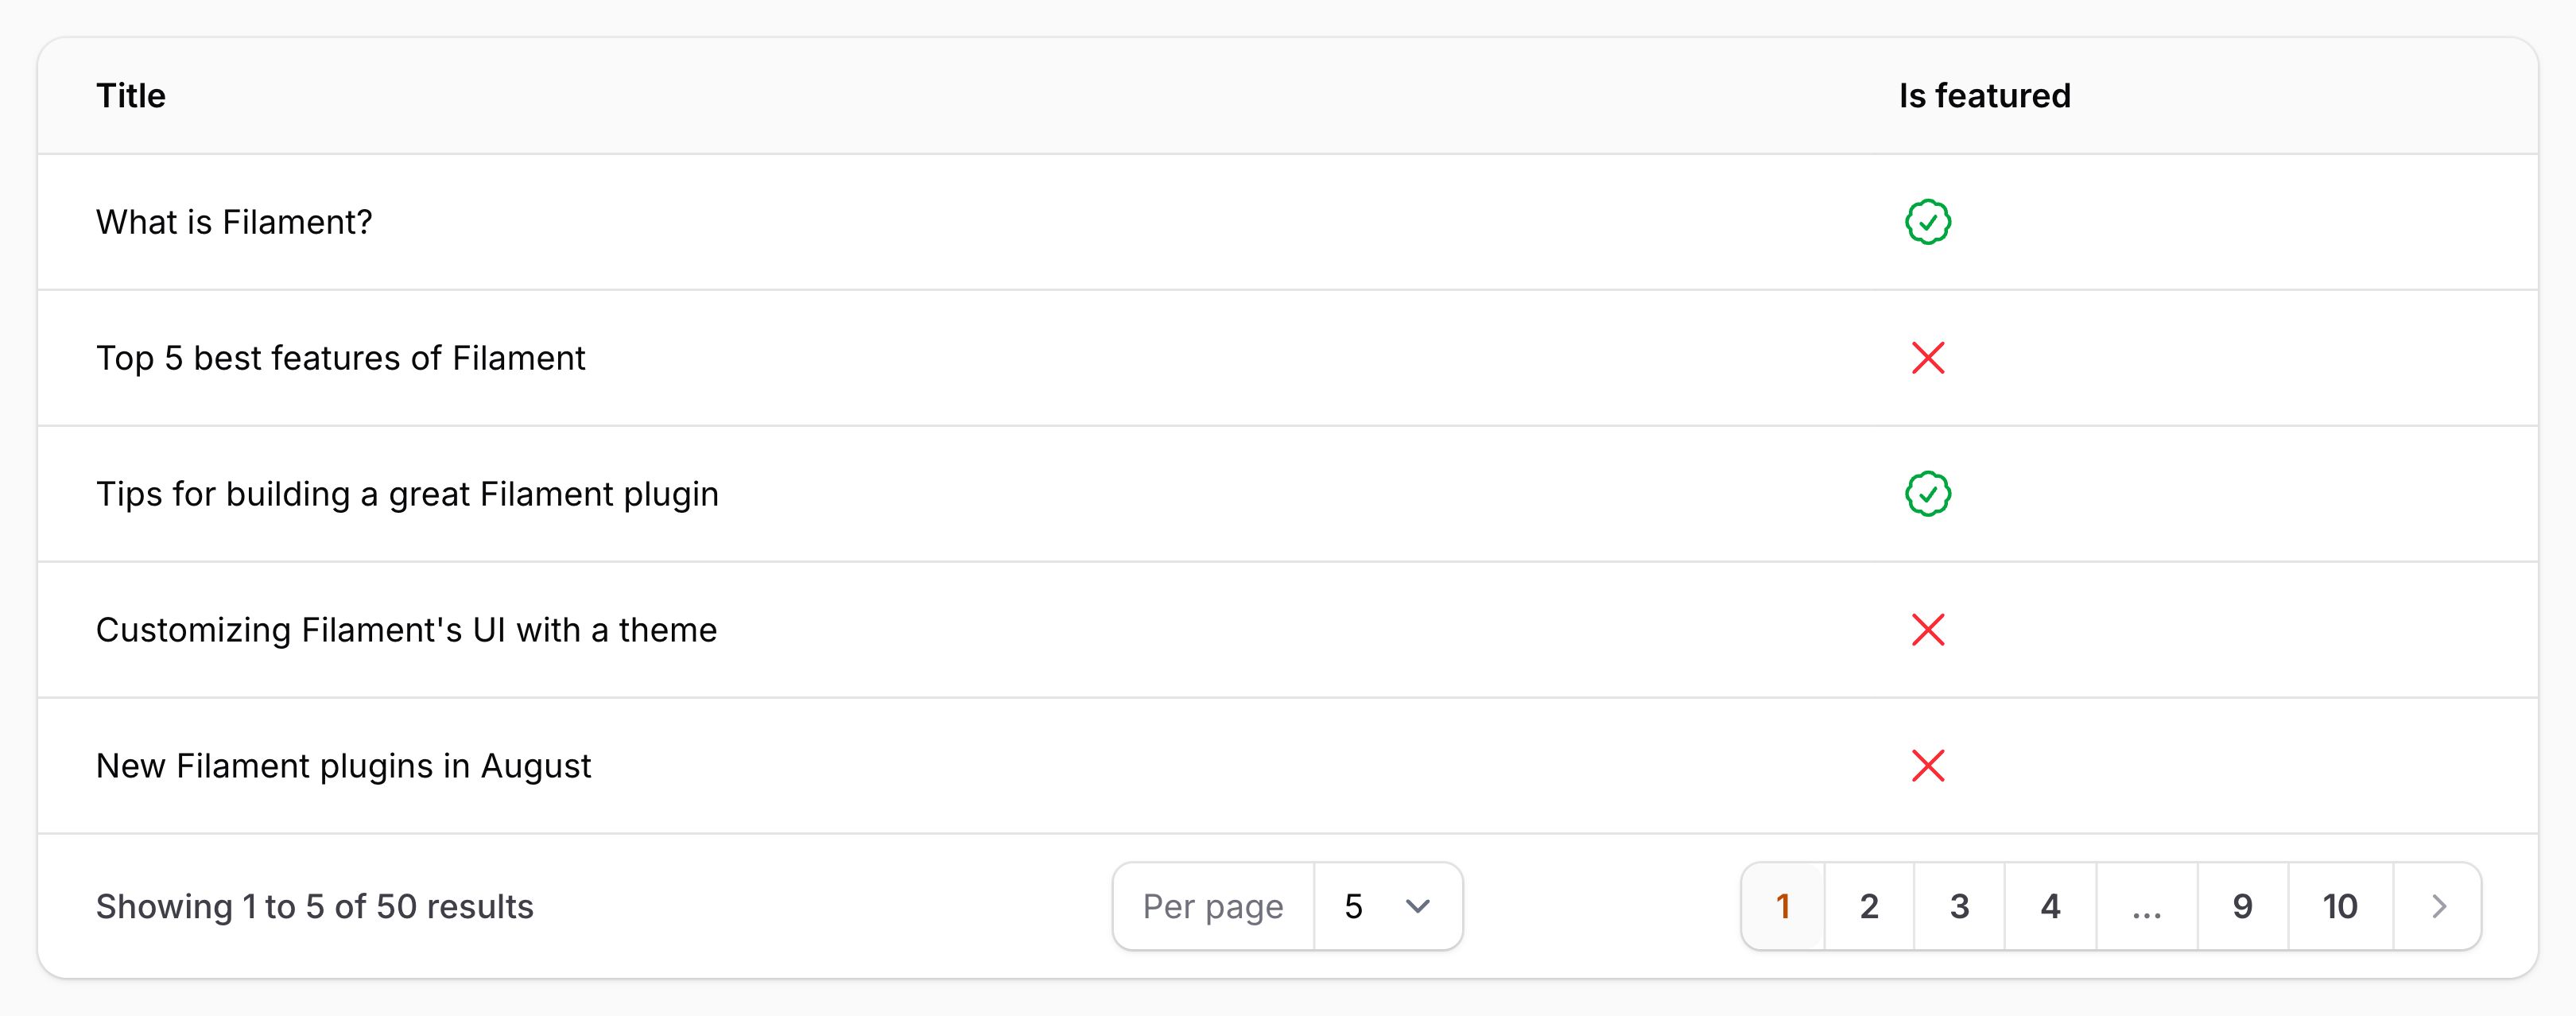 Title Is featured
What is Filament?
Top 5 best features of Filament
Tips for building a great Filament plugin
Customizing Filament's UI with a theme
New Filament plugins in August
Showing 1 to 5 of 50 results Per page 5 1 2 3 4 ... 9 10